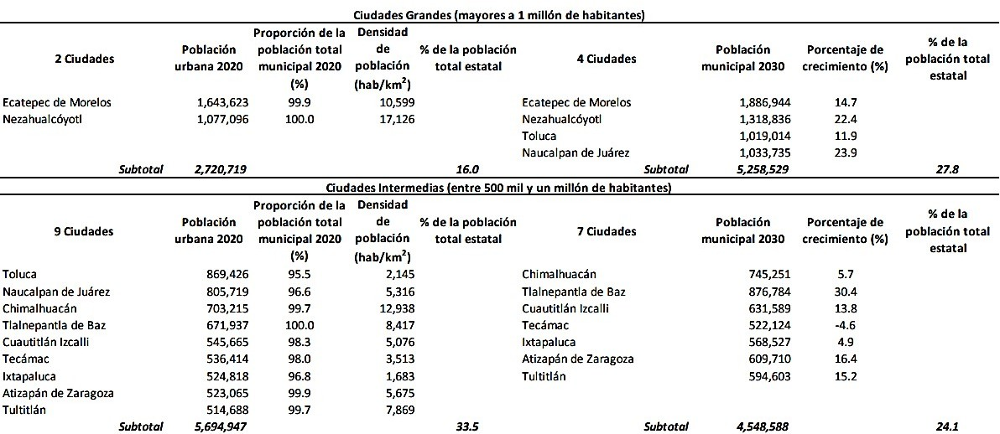 Ciudades Grandes (mayores a 1 millón de habitantes)
2 Ciudades Población urbana 2020 Proporción de la población total municipal 2020 (%) Densidad de población (hab/km²) % de la población total estatal 4 Ciudades Población municipal 2030 Porcentaje de crecimiento (%) % de la población total estatal
Ecatepec de Morelos 1,643,623 99.9 10,599 Ecatepec de Morelos 1,886,944 14.7
Nezahualcóyotl 1,077,096 100.0 17,126 Nezahualcóyotl 1,318,836 22.4
Toluca 1,019,014 11.9
Naucalpan de Juárez 1,033,735 23.9
Subtotal 2,720,719 16.0 Subtotal 5,258,529 27.8
Ciudades Intermedias (entre 500 mil y un millón de habitantes)
9 Ciudades Población urbana 2020 Proporción de la población total municipal 2020 (%) Densidad de población (hab/km²) % de la población total estatal 7 Ciudades Población municipal 2030 Porcentaje de crecimiento (%) % de la población total estatal
Toluca 869,426 95.5 2,145 Chimalhuacán 745,251 5.7
Naucalpan de Juárez 805,719 96.6 5,316 Tlalnepantla de Baz 876,784 30.4
Chimalhuacán 703,215 99.7 12,938 Cuautitlán Izcalli 631,589 13.8
Tlalnepantla de Baz 671,937 100.0 8,417 Tecámac 522,124 -4.6
Cuautitlán Izcalli 545,665 98.3 5,076 Ixtapaluca 568,527 4.9
Tecámac 536,414 98.0 3,513 Atizapán de Zaragoza 609,710 16.4
Ixtapaluca 524,818 96.8 1,683 Tultitlán 594,603 15.2
Atizapán de Zaragoza 523,065 99.9 5,675
Tultitlán 514,688 99.7 7,869
Subtotal 5,694,947 33.5 Subtotal 4,548,588 24.1